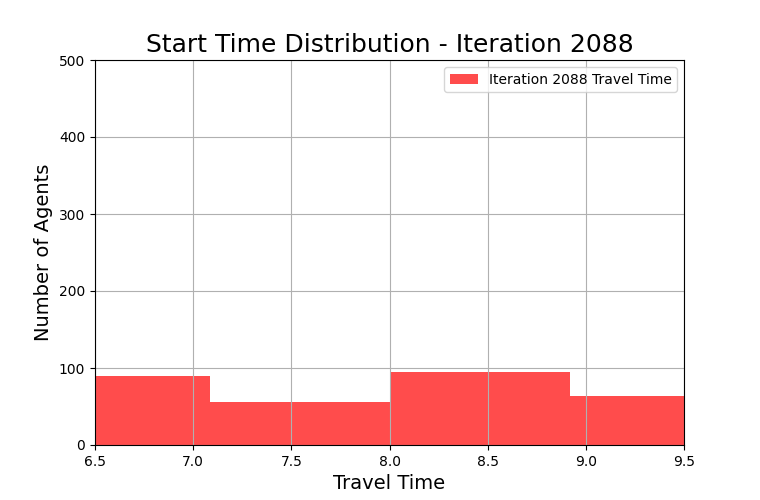 Start Time Distribution - Iteration 2088
Iteration 2088 Travel Time
Number of Agents
500
400
300
200
100
0
6.5 7.0 7.5 8.0 8.5 9.0 9.5
Travel Time